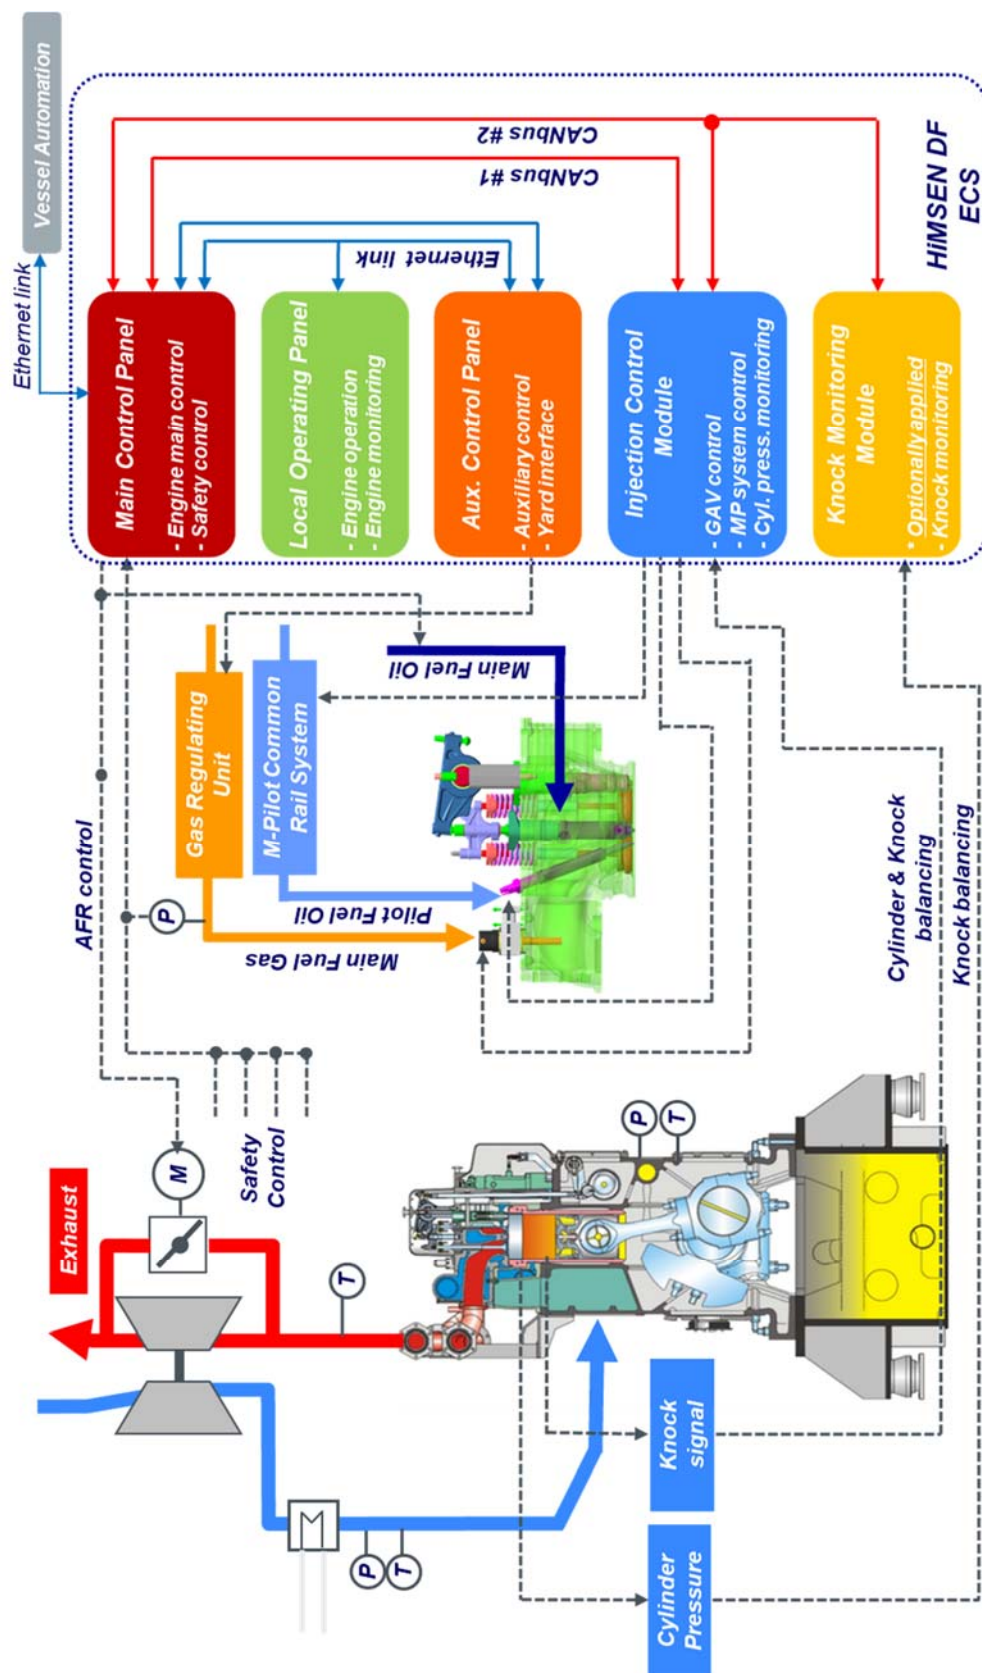 Vessel Automation
Ethernet link
Exhaust
M
T
P
T
Safety
Control
AFR control
P
Gas Regulating
Unit
M-Pilot Common
Rail System
Main Fuel Gas
Pilot Fuel Oil
Main Fuel Oil
Main Control Panel
- Engine main control
- Safety control
Local Operating Panel
- Engine operation
- Engine monitoring
Aux. Control Panel
- Auxiliary control
- Yard interface
Injection Control
Module
- GAV control
- MP system control
- Cyl. press. monitoring
Knock Monitoring
Module
* Optionally applied
- Knock monitoring
Ethernet link
CANbus #1
CANbus #2
HiMSEN DF
ECS
P
T
Cylinder
Pressure
Knock
signal
Cylinder & Knock
balancing
Knock balancing